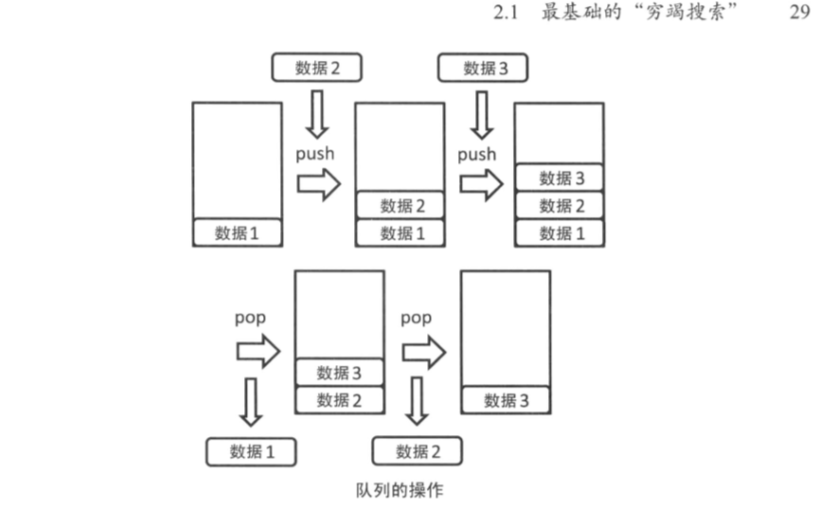 2.1 最基础的“穷竭搜索” 29
数据2 数据3
push push
数据3
数据2 数据2
数据1 数据1 数据1
pop pop
数据3
数据2 数据3
数据1 数据2
队列的操作